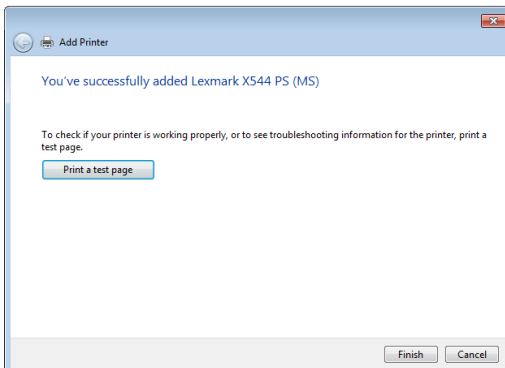 Add Printer
You've successfully added Lexmark X544 PS (MS)
To check if your printer is working properly, or to see troubleshooting information for the printer, print a
test page.
Print a test page
Finish Cancel